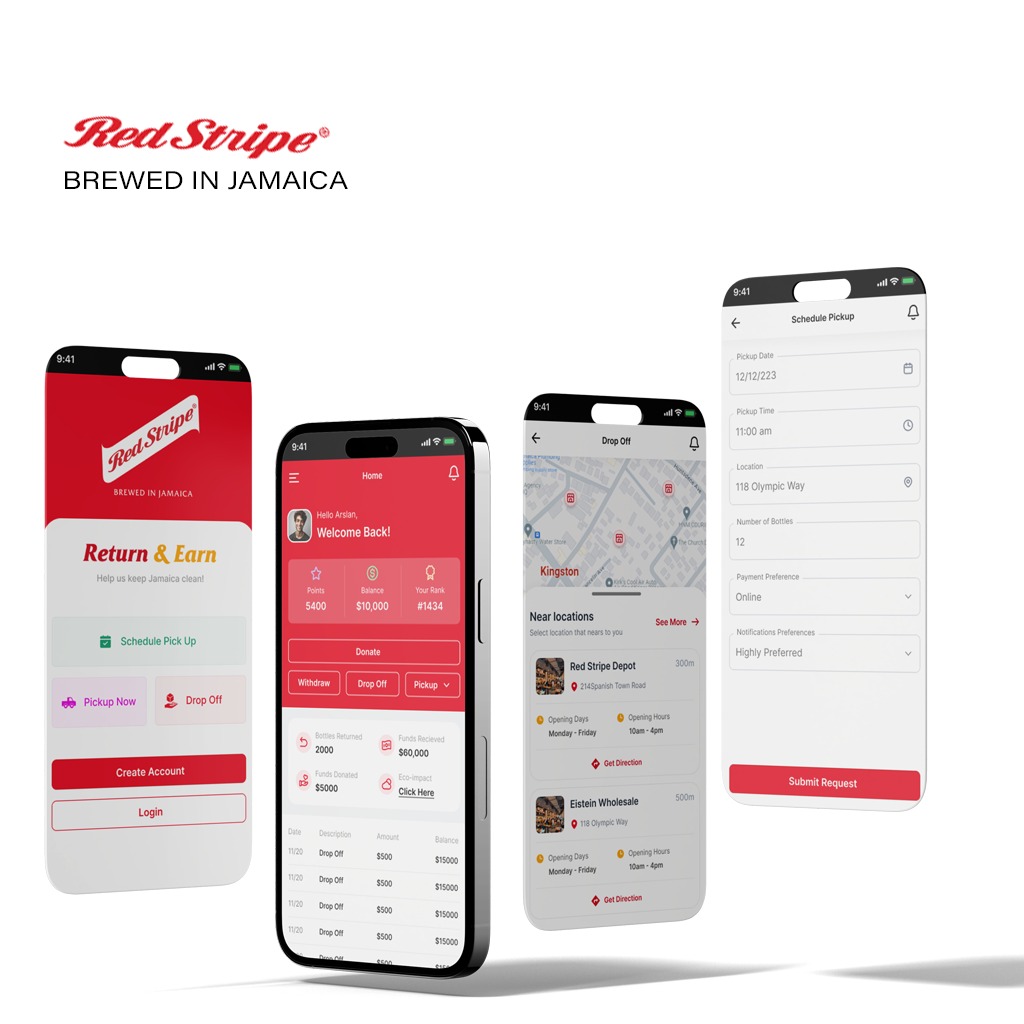 Red Stripe®
BREWED IN JAMAICA
9:41
Red Stripe®
BREWED IN JAMAICA
Return & Earn
Help us keep Jamaica clean!
Schedule Pick Up
Pickup Now
Drop Off
Create Account
Login
9:41
Home
Hello Arslan,
Welcome Back!
Points
5400
Balance
$10,000
Your Rank
#1434
Donate
Withdraw
Drop Off
Pickup
Bottles Returned
2000
Funds Recieved
$60,000
Funds Donated
$5000
Eco-impact
Click Here
Date Description Amount Balance
11/20 Drop Off $500 $15000
11/20 Drop Off $500 $15000
11/20 Drop Off $500 $15000
11/20 Drop Off $500 $15000
9:41
Drop Off
Kingston
Near locations
See More
Select location that nears to you
Red Stripe Depot
300m
214Spanish Town Road
Opening Days
Monday - Friday
Opening Hours
10am - 4pm
Get Direction
Eistein Wholesale
500m
118 Olympic Way
Opening Days
Monday - Friday
Opening Hours
10am - 4pm
Get Direction
9:41
Schedule Pickup
Pickup Date
12/12/223
Pickup Time
11:00 am
Location
118 Olympic Way
Number of Bottles
12
Payment Preference
Online
Notifications Preferences
Highly Preferred
Submit Request